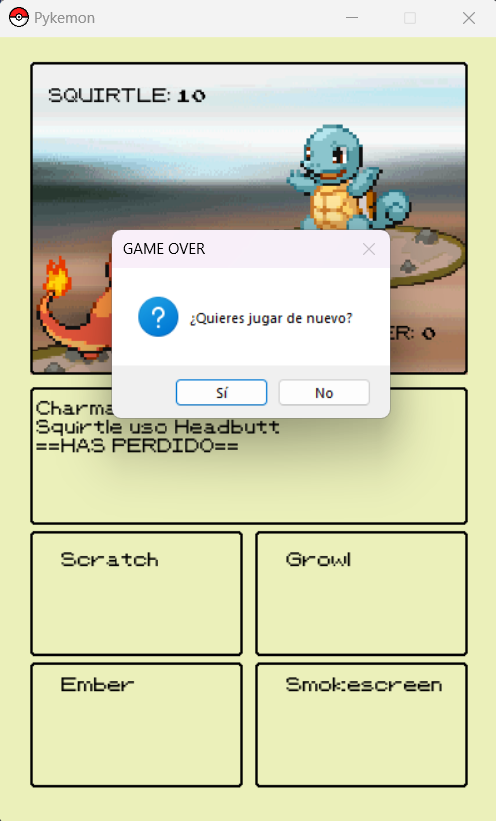 Pykemon
SQUIRTLE: 10
GAME OVER
¿Quieres jugar de nuevo?
ER: 0
Sí
No
Charma
Squirtle uso Headbutt
==HAS PERDIDO==
Scratch
Growl
Ember
Smokescreen